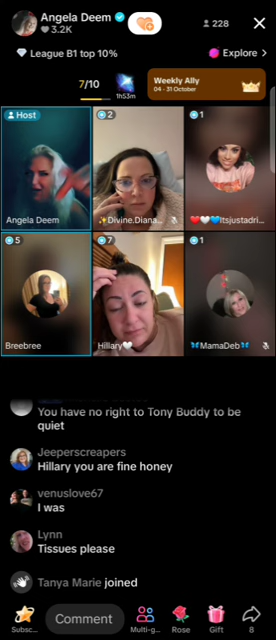 Angela Deem
3.2K
228
League B1 top 10%
Explore >
7/10
1h53m
Weekly Ally
04 - 31 October
Host
2
1
Angela Deem
✨Divine.Diana...
❤️🤍💙Itsjustadri...
5
7
1
Breebree
Hillary🤍
🦋MamaDeb🦋
You have no right to Tony Buddy to be
quiet
Jeeperscreapers
Hillary you are fine honey
venuslove67
I was
Lynn
Tissues please
Tanya Marie joined
Subsc...
Comment
Multi-g...
Rose
Gift
8